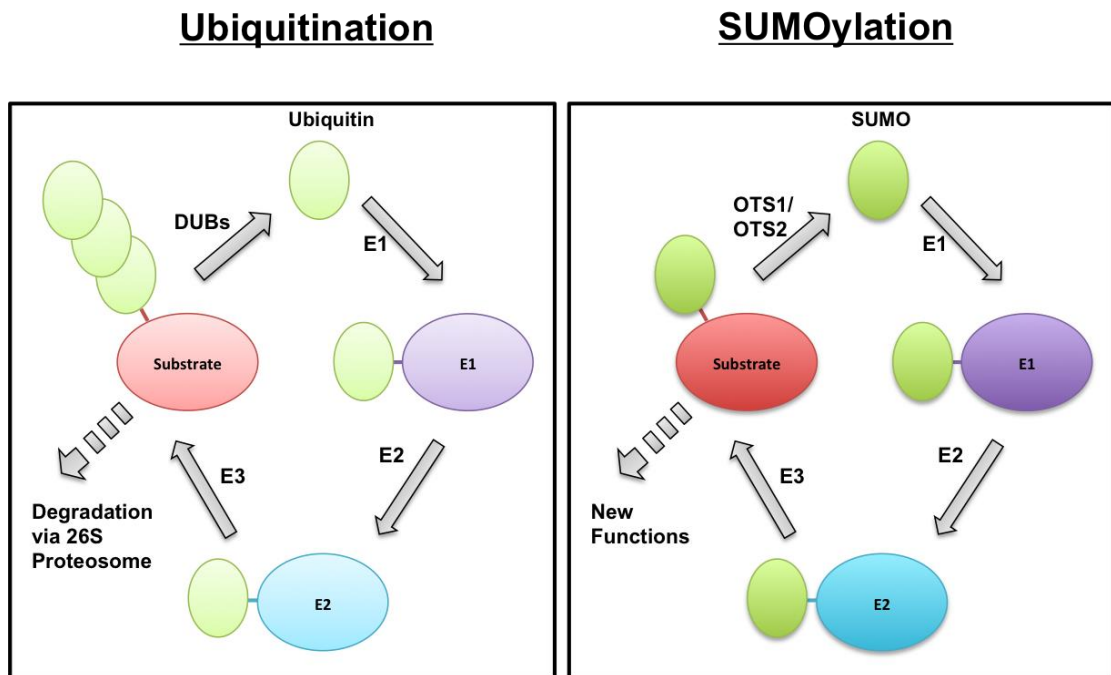 Ubiquitination
Ubiquitin
DUBs
E1
Substrate
E1
E2
E3
Degradation
via 26S
Proteosome
E2
SUMOylation
SUMO
OTS1/
OTS2
E1
Substrate
E1
E2
E3
New
Functions
E2